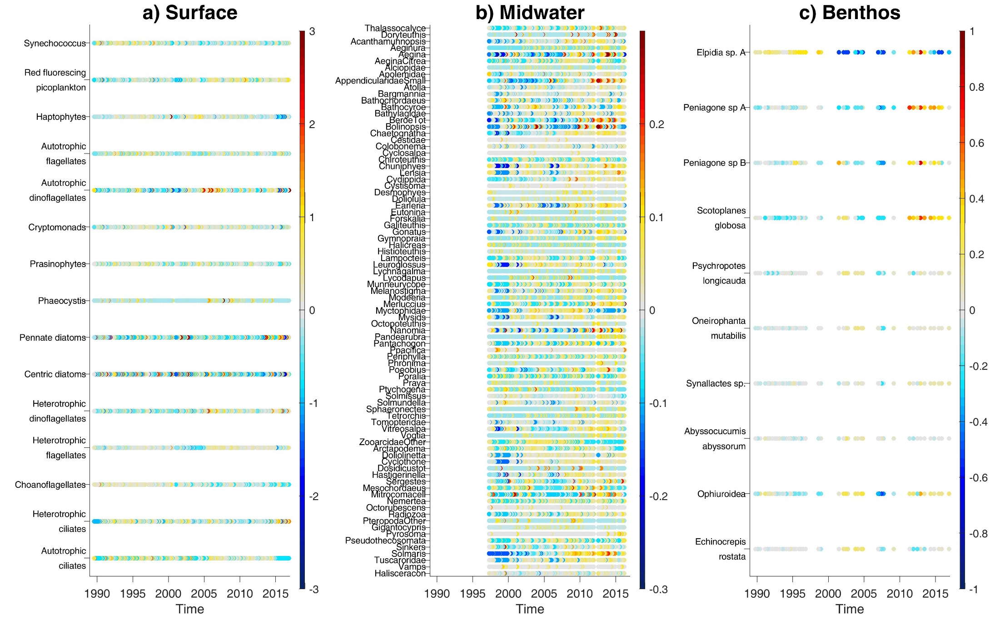 a) Surface
Synechococcus
Red fluorescing
picoplankton
Haptophytes
Autotrophic
flagellates
Autotrophic
dinoflagellates
Cryptomonads
Prasinophytes
Phaeocystis
Pennate diatoms
Centric diatoms
Heterotrophic
dinoflagellates
Heterotrophic
flagellates
Choanoflagellates
Heterotrophic
ciliates
Autotrophic
ciliates
1990 1995 2000 2005 2010 2015
Time
3
2
1
0
-1
-2
-3
b) Midwater
Thalassocalyce
Doryteuthis
Acanthamunnopsis
Aeginura
Aegina
AeginaCitrea
Alciopidae
Apolemidae
AppendiculariidaeSmall
Atolla
Bargmannia
Bathochordaeus
Bathocyroe
Bathylagidae
BeroeTot
Bolinopsis
Chaetognatha
Cestidae
Colobonema
Cyclosalpa
Chiroteuthis
Chuniphyes
Lensia
Cydippida
Cystisoma
Desmophyes
Doliolula
Earleria
Eutonina
Forskalia
Galiteuthis
Gonatus
Gymnopraia
Halicreas
Histioteuthis
Lampocteis
Leuroglossus
Lychnagalma
Lycodapus
Munneurycope
Melanostigma
Modeeria
Merluccius
Myctophidae
Mysids
Octopoteuthis
Nanomia
Pandearubra
Pantachogon
Ppacifica
Periphylla
Phronima
Poeobius
Poralia
Praya
Ptychogena
Solmissus
Solmundella
Sphaeronectes
Tetrorchis
Tomopteridae
Vitreosalpa
Vogtia
ZooarcidaeOther
Arctapodema
Doliolinetta
Cyclothone
Dosidicustot
Hastigerinella
Sergestes
Mesochordaeus
Mitrocomacell
Nemertea
Octorubescens
Radiozoa
PteropodaOther
Gigantocypris
Pyrosoma
Pseudothecosomata
Sinkers
Solmaris
Tuscaroridae
Vamps
Halisceracon
1990 1995 2000 2005 2010 2015
Time
0.2
0.1
0
-0.1
-0.2
-0.3
c) Benthos
Elpidia sp. A
Peniagone sp A
Peniagone sp B
Scotoplanes
globosa
Psychropotes
longicauda
Oneirophanta
mutabilis
Synallactes sp.
Abyssocucumis
abyssorum
Ophiuroidea
Echinocrepis
rostata
1990 1995 2000 2005 2010 2015
Time
1
0.8
0.6
0.4
0.2
0
-0.2
-0.4
-0.6
-0.8
-1